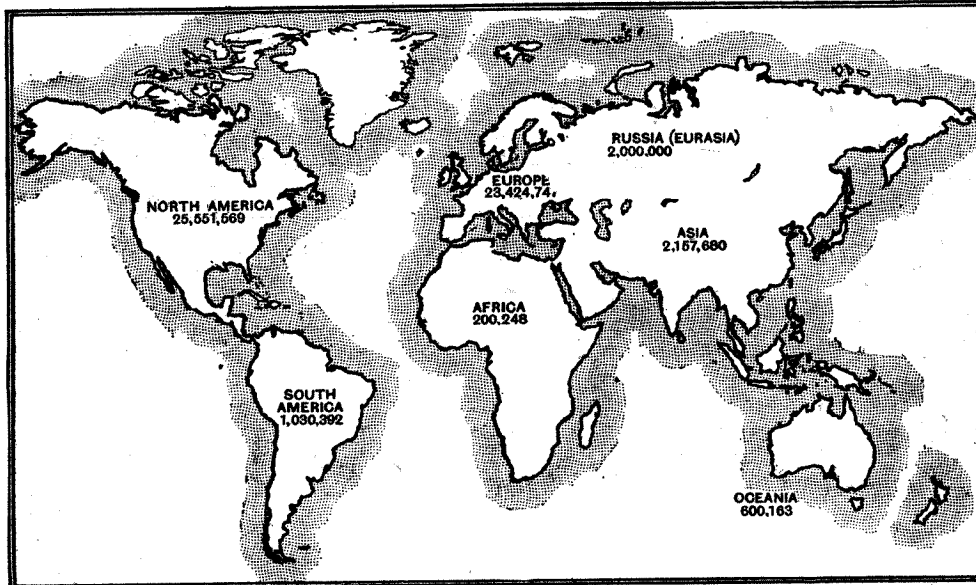 RUSSIA (EURASIA)
2,000,000
EUROPE
23,424,74
NORTH AMERICA
25,551,569
ASIA
2,157,680
AFRICA
200,248
SOUTH
AMERICA
1,030,392
OCEANIA
600,163